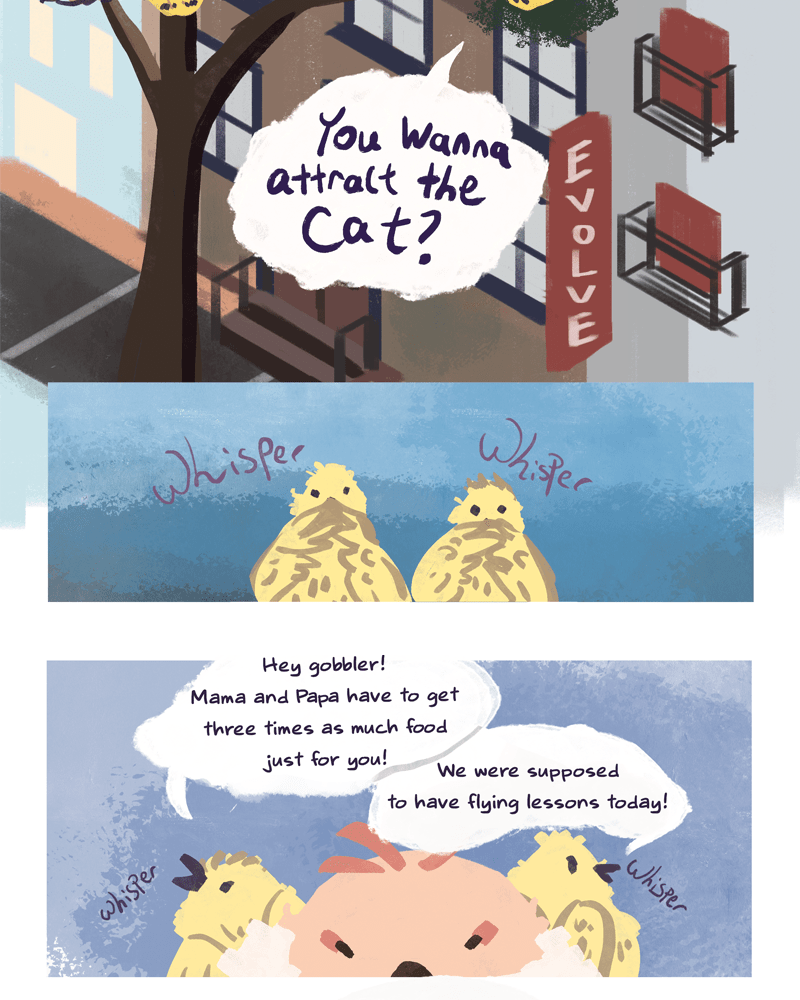 You Wanna
attralt the
Cat?
EVOLVE
Whisper
Whisper
Hey gobbler!
Mama and Papa have to get
three times as much food
just for you!
We were supposed
to have flying lessons today!
whisper
whisper